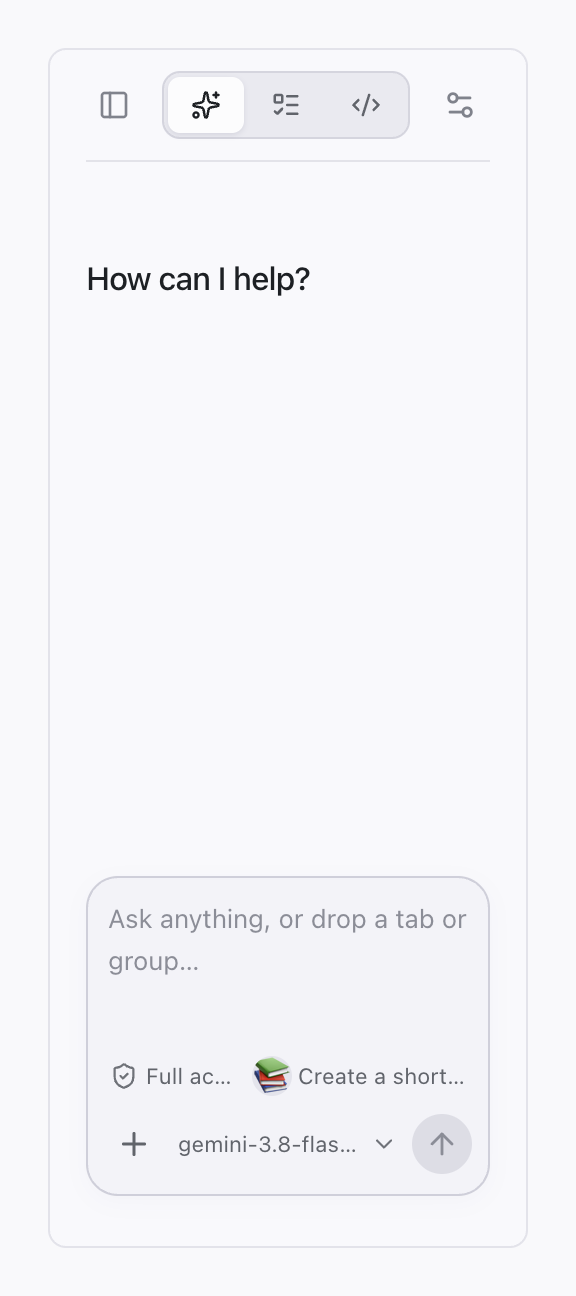 How can I help?
Ask anything, or drop a tab or
group...
Full ac...
Create a short...
gemini-3.8-flas...